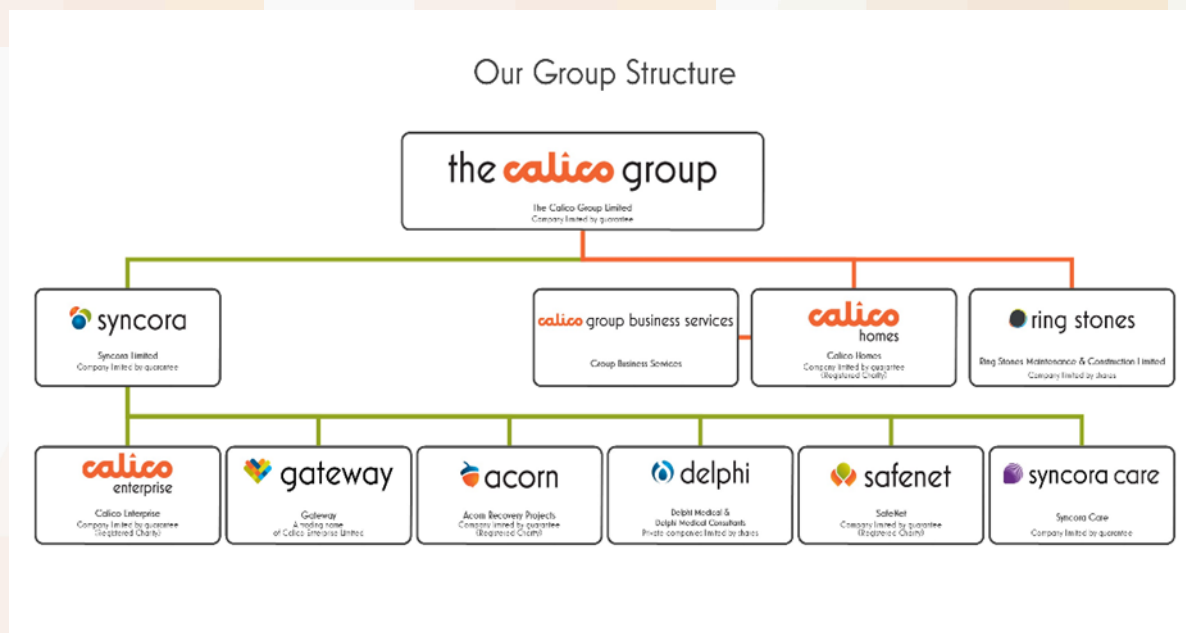 Our Group Structure
the calico group
The Calico Group Limited
Company limited by guarantee
syncora
Syncora Limited
Company limited by guarantee
calico group business services
Group Business Services
calico
homes
Calico Homes
Company limited by guarantee
(Registered Charity)
ring stones
Ring Stones Maintenance & Construction Limited
Company limited by shares
calico
enterprise
Calico Enterprise
Company limited by guarantee
(Registered Charity)
gateway
Gateway
A trading name
of Calico Enterprise Limited
acorn
Acorn Recovery Projects
Company limited by guarantee
(Registered Charity)
delphi
Delphi Medical &
Delphi Medical Consultants
Private companies limited by shares
safenet
SafeNet
Company limited by guarantee
(Registered Charity)
syncora care
Syncora Care
Company limited by guarantee